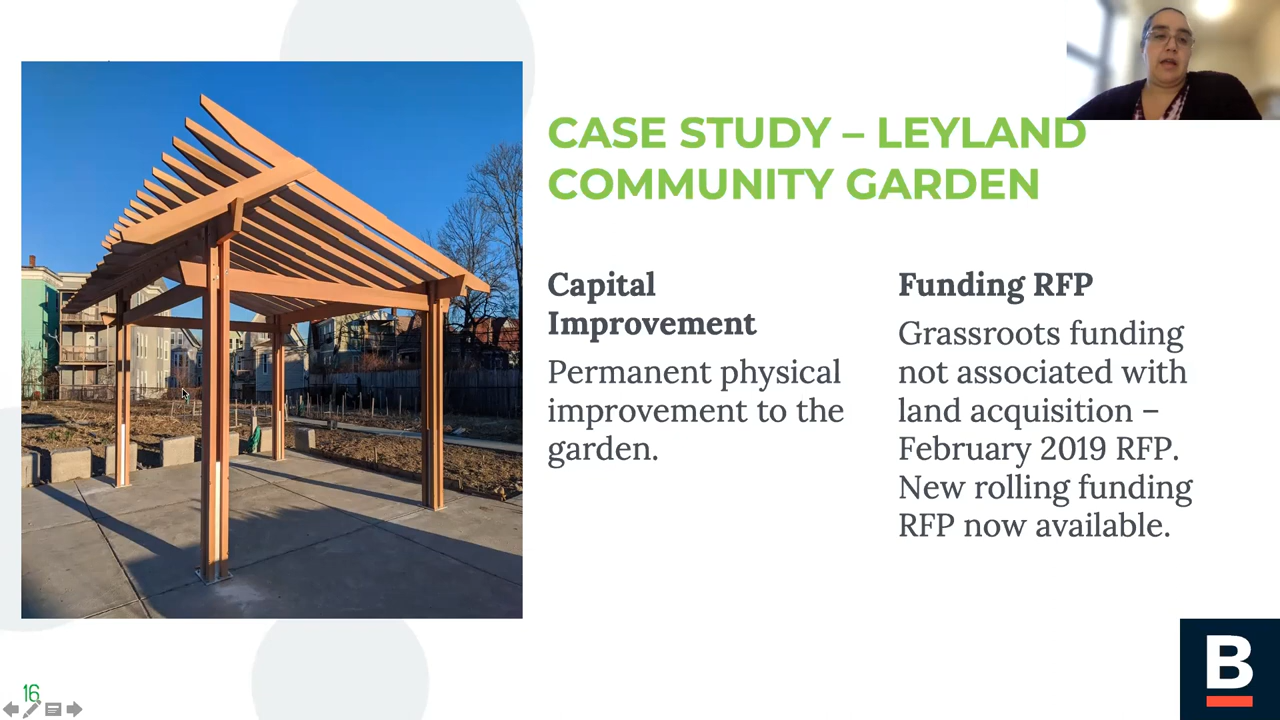 CASE STUDY – LEYLAND
COMMUNITY GARDEN
Capital
Improvement
Permanent physical
improvement to the
garden.
Funding RFP
Grassroots funding
not associated with
land acquisition –
February 2019 RFP.
New rolling funding
RFP now available.
16
B